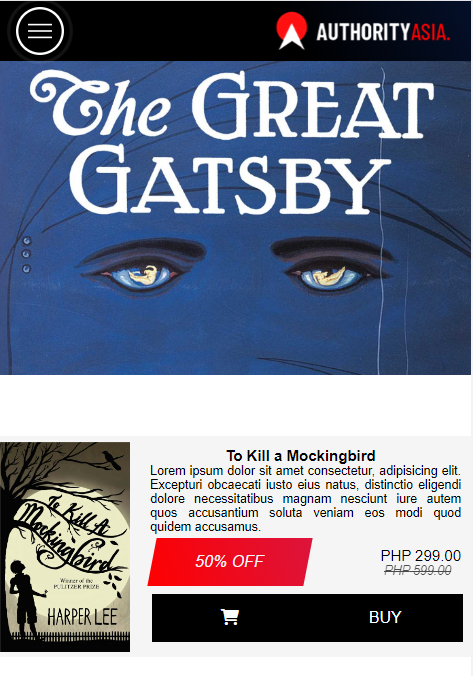 AUTHORITYASIA.
The GREAT
GATSBY
To Kill a Mockingbird
Lorem ipsum dolor sit amet consectetur, adipisicing elit.
Excepturi obcaecati iusto eius natus, distinctio eligendi
dolore necessitatibus magnam nesciunt iure autem
quos accusantium soluta veniam eos modi quod
quidem accusamus.
To Kill A
Mockingbird
Winner of the
PULITZER PRIZE
HARPER LEE
50% OFF
PHP 299.00
PHP 599.00
BUY